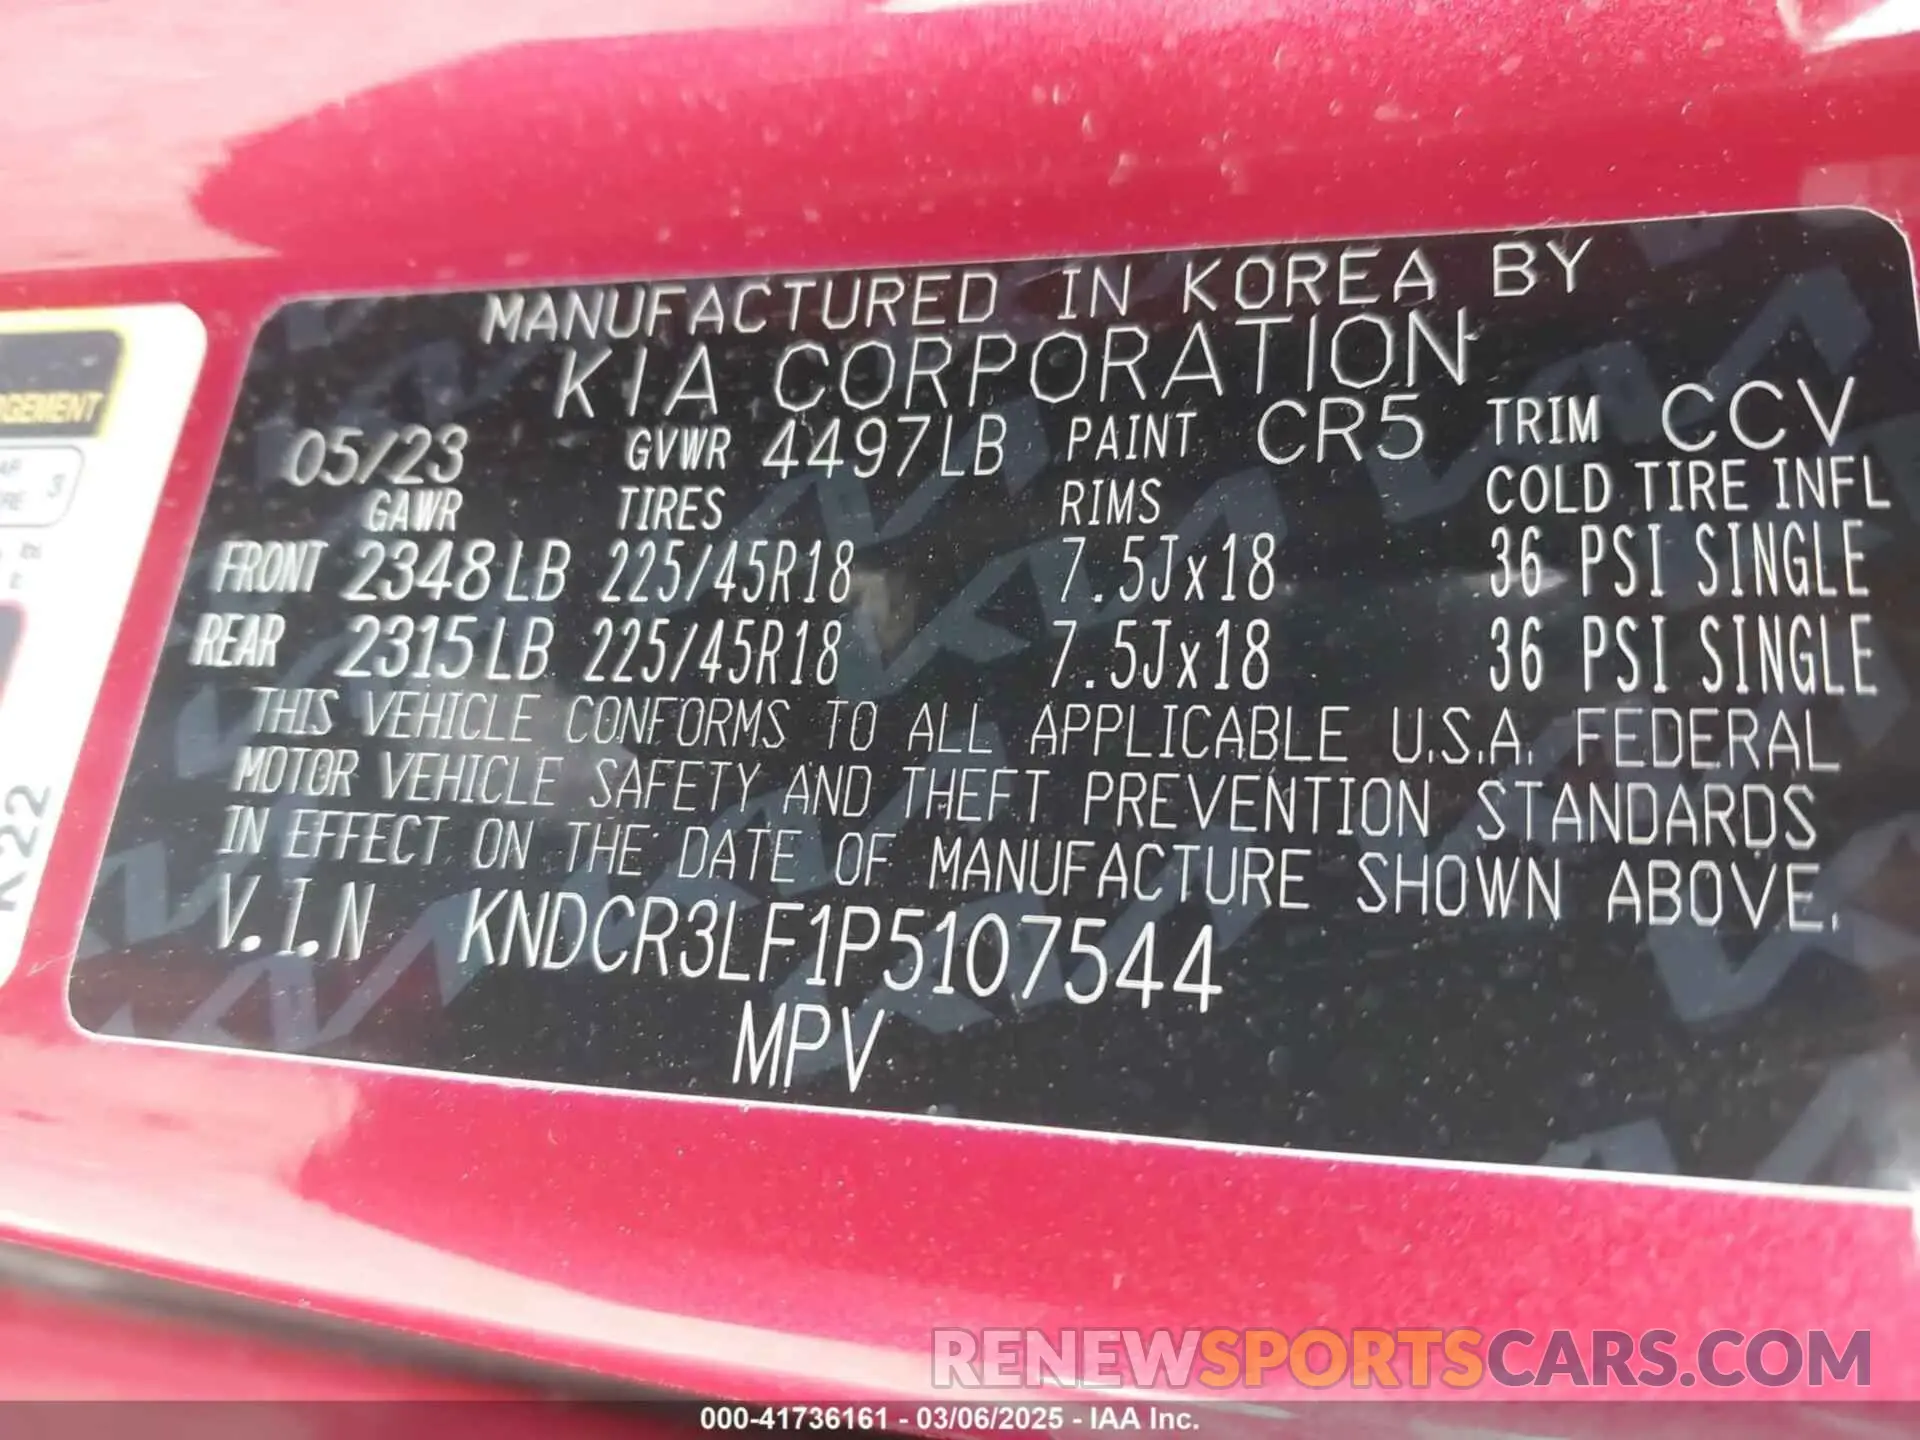 MANUFACTURED IN KOREA BY
KIA CORPORATION
05/23 GVWR 4497LB PAINT CR5 TRIM CCV
GAWR TIRES RIMS COLD TIRE INFL
FRONT 2348LB 225/45R18 7.5Jx18 36 PSI SINGLE
REAR 2315LB 225/45R18 7.5Jx18 36 PSI SINGLE
THIS VEHICLE CONFORMS TO ALL APPLICABLE U.S.A. FEDERAL
MOTOR VEHICLE SAFETY AND THEFT PREVENTION STANDARDS
IN EFFECT ON THE DATE OF MANUFACTURE SHOWN ABOVE.
V.I.N KNDCR3LF1P5107544
MPV
3
RENEWSPORTSCARS.COM
000-41736161 - 03/06/2025 - IAA Inc.